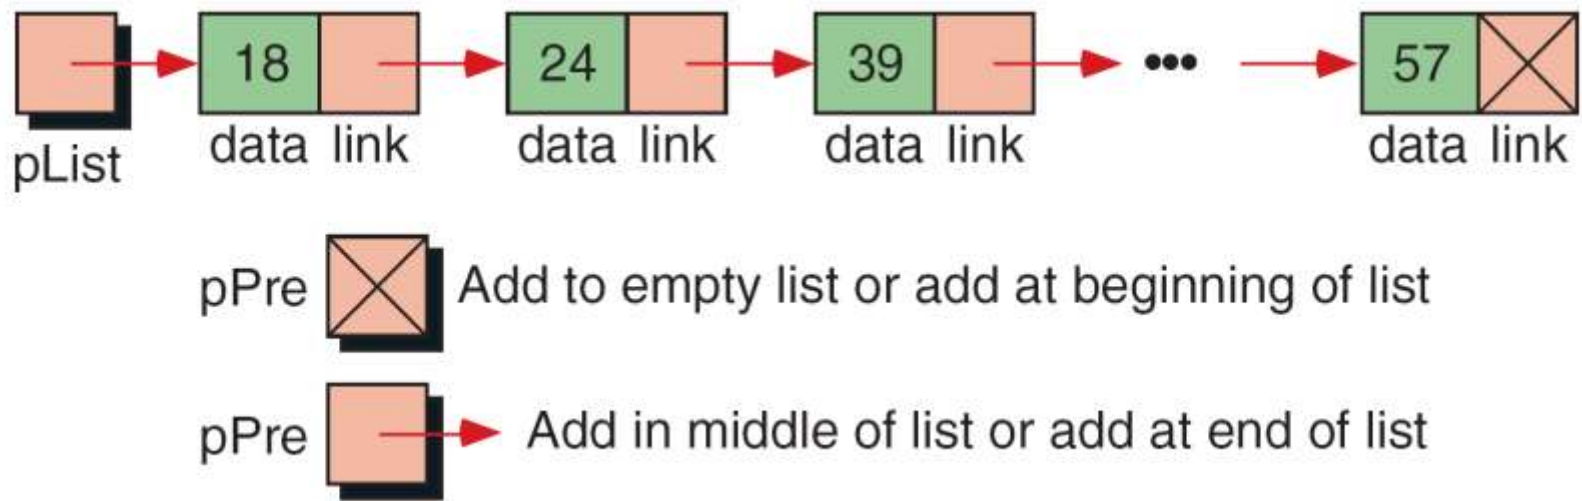 18 24 39 ••• 57
data link data link data link data link
pList
pPre Add to empty list or add at beginning of list
pPre Add in middle of list or add at end of list